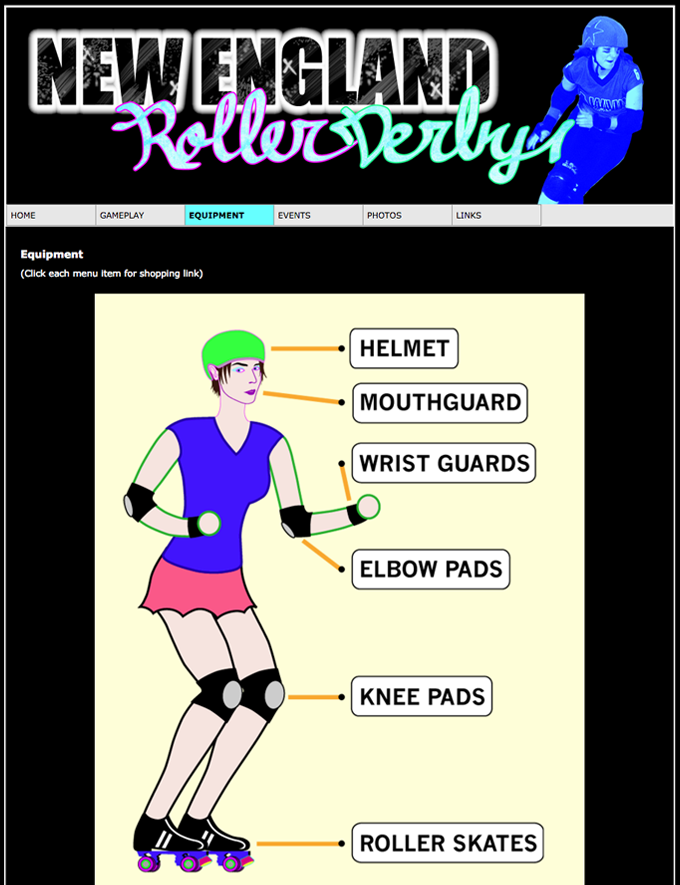 NEW ENGLAND
Roller Derby
HOME GAMEPLAY EQUIPMENT EVENTS PHOTOS LINKS
Equipment
(Click each menu item for shopping link)
HELMET
MOUTHGUARD
WRIST GUARDS
ELBOW PADS
KNEE PADS
ROLLER SKATES